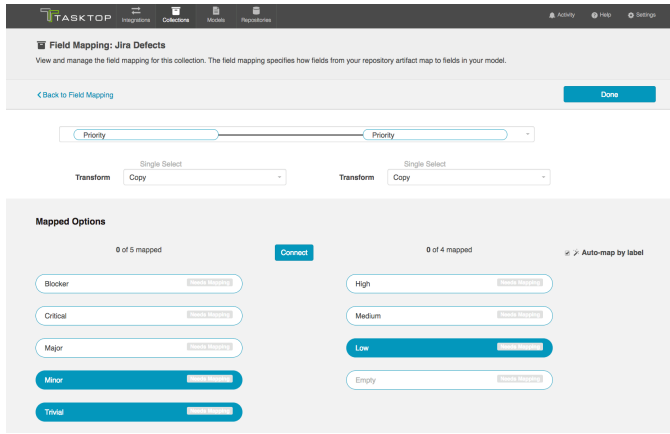 TASKTOP
Integrations
Collections
Models
Repositories
Activity
Help
Settings
Field Mapping: Jira Defects
View and manage the field mapping for this collection. The field mapping specifies how fields from your repository artifact map to fields in your model.
Back to Field Mapping
Done
Priority
Priority
Single Select
Single Select
Transform
Copy
Transform
Copy
Mapped Options
0 of 5 mapped
Connect
0 of 4 mapped
Auto-map by label
Blocker
Needs Mapping
High
Needs Mapping
Critical
Needs Mapping
Medium
Needs Mapping
Major
Needs Mapping
Low
Needs Mapping
Minor
Needs Mapping
Empty
Needs Mapping
Trivial
Needs Mapping